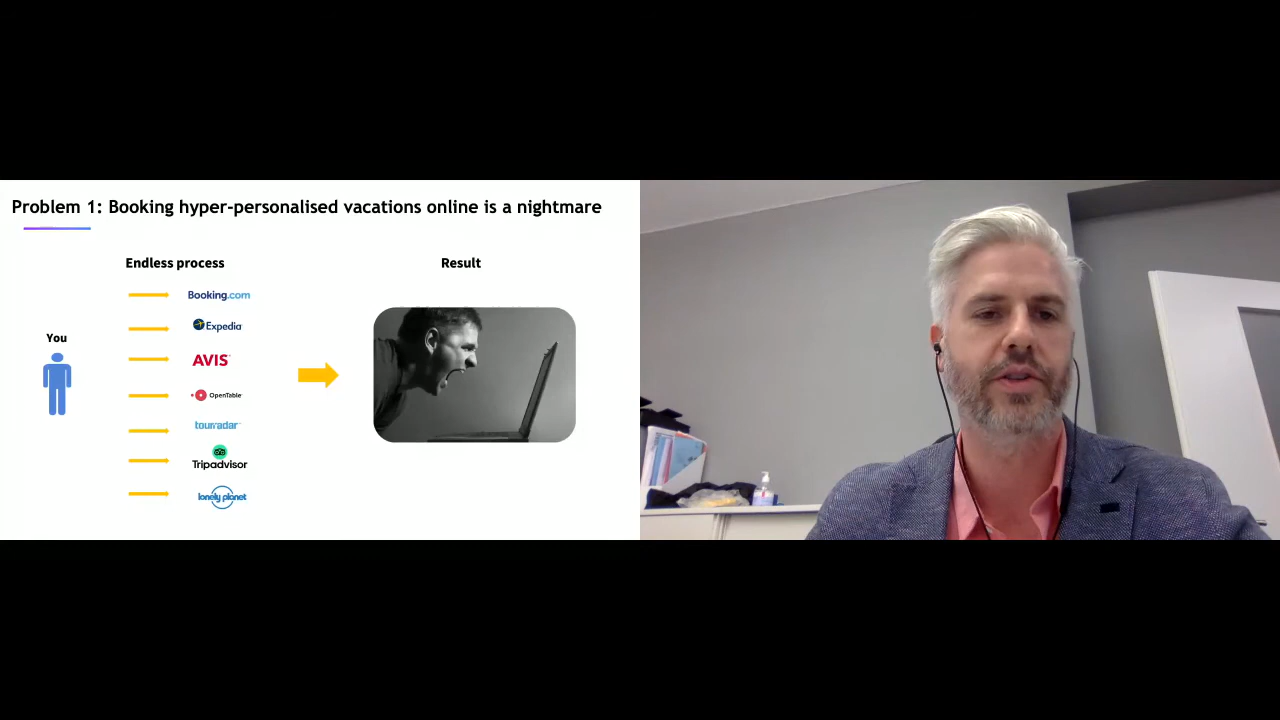 Problem 1: Booking hyper-personalised vacations online is a nightmare
Endless process
Result
You
Booking.com
Expedia
AVIS
OpenTable
tourradar
Tripadvisor
lonely planet